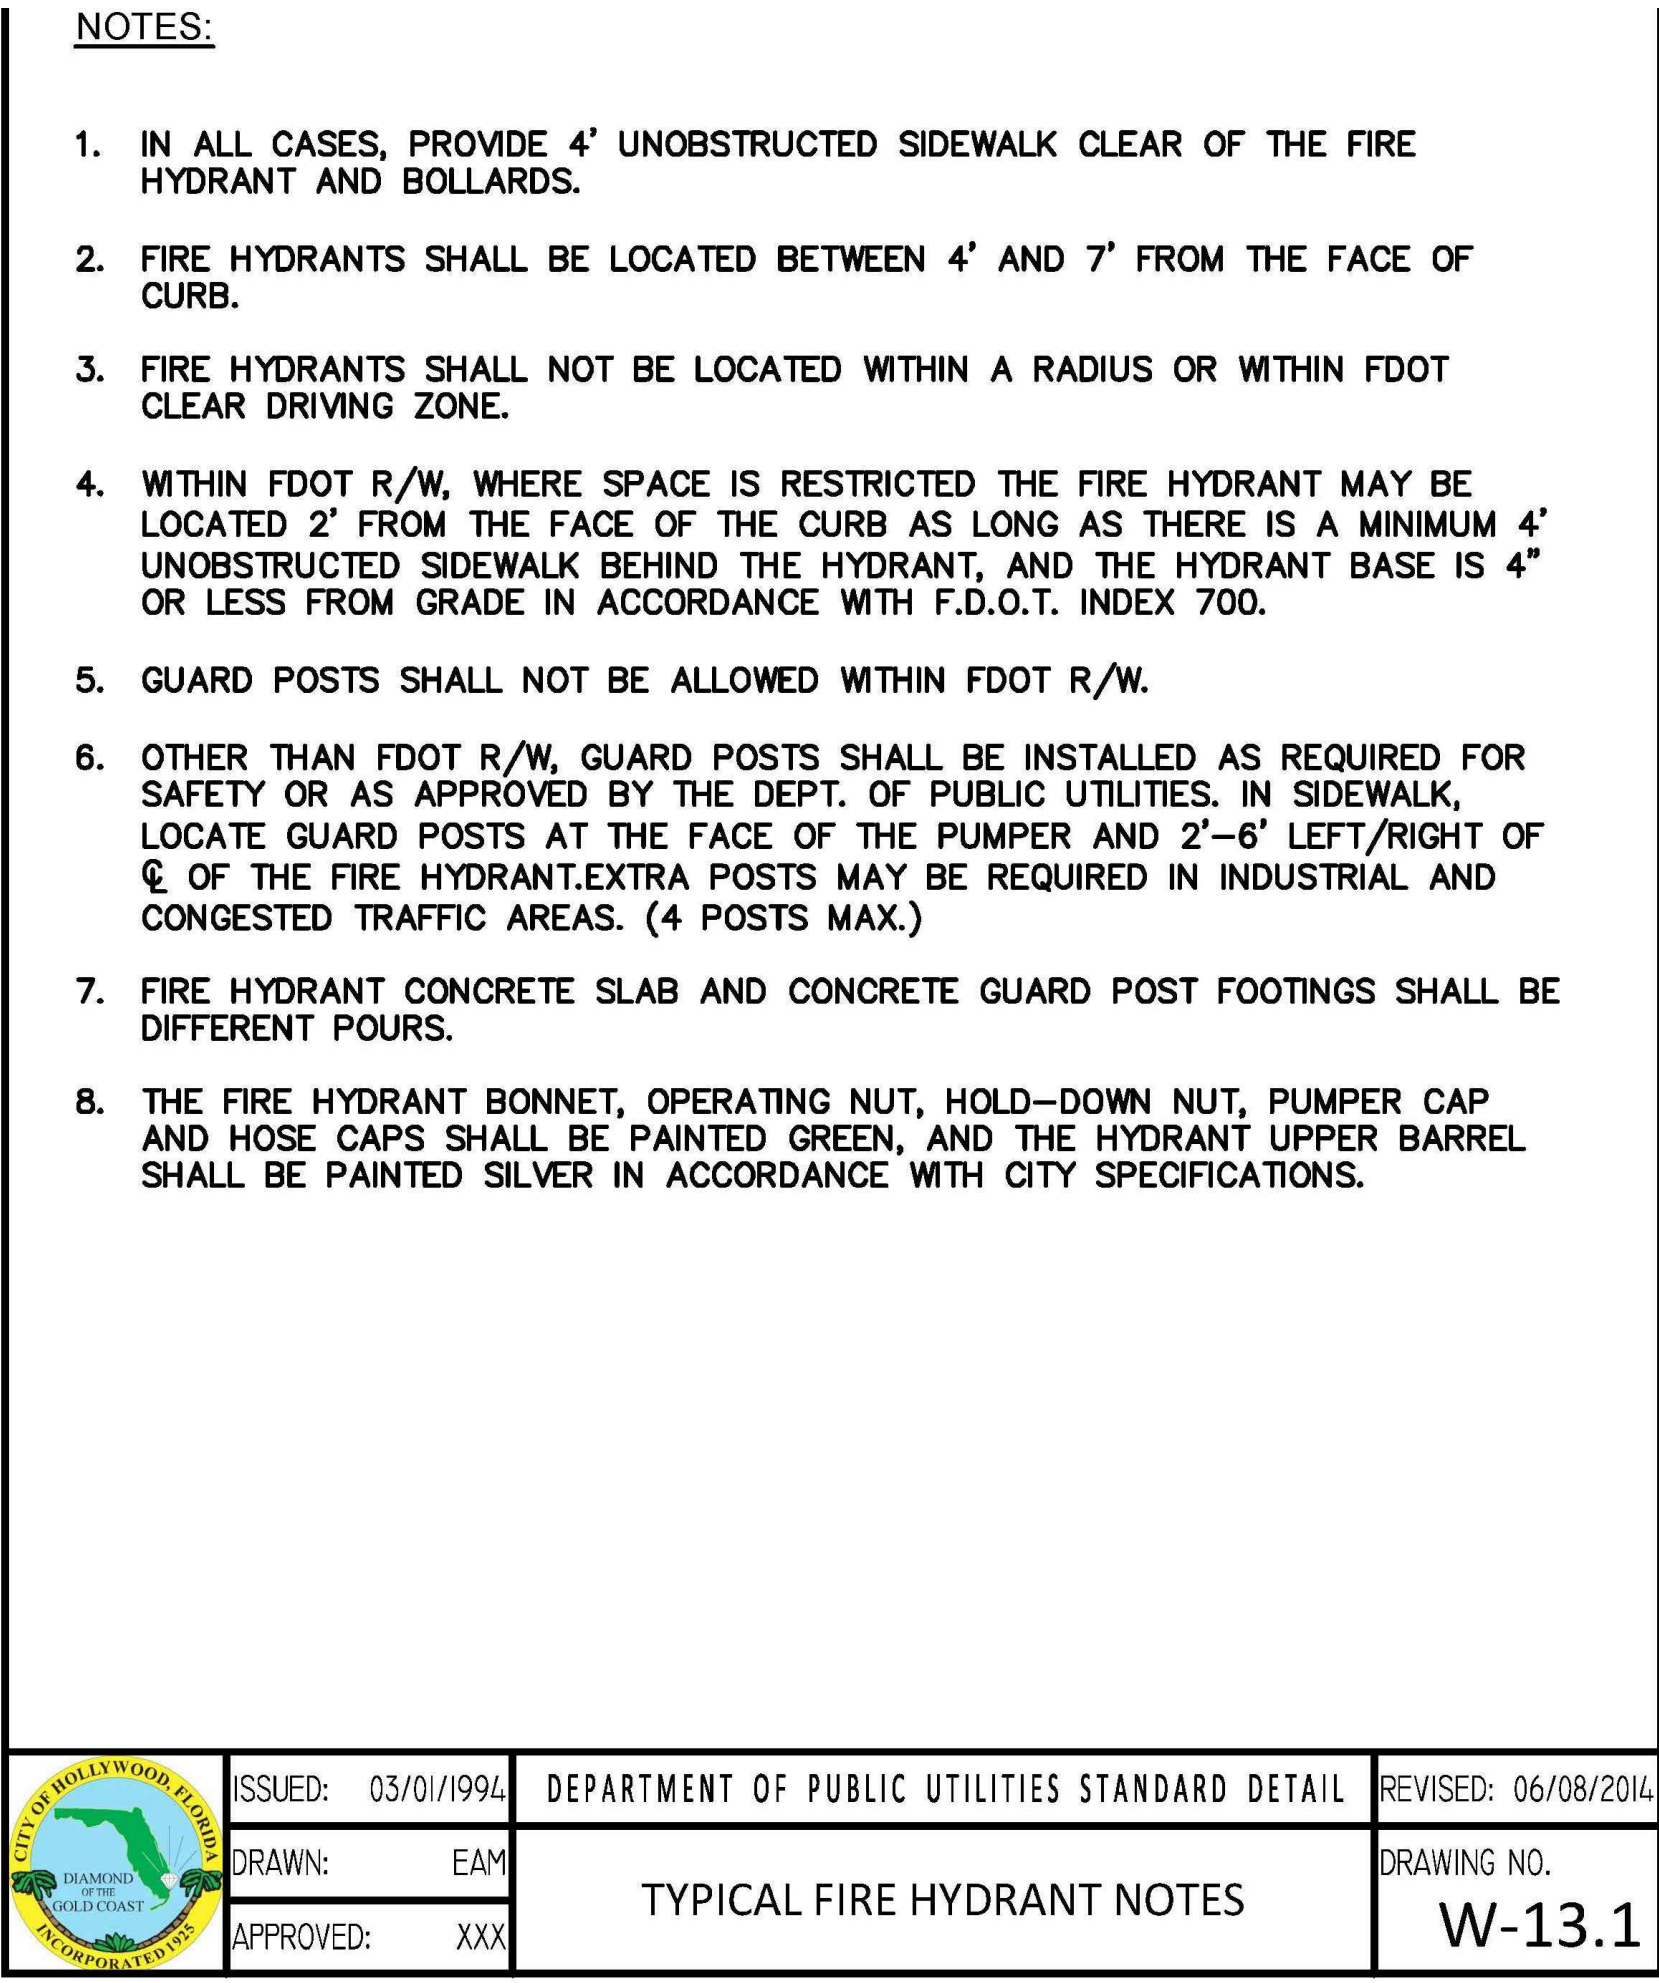 NOTES:
1. IN ALL CASES, PROVIDE 4' UNOBSTRUCTED SIDEWALK CLEAR OF THE FIRE
HYDRANT AND BOLLARDS.
2. FIRE HYDRANTS SHALL BE LOCATED BETWEEN 4' AND 7' FROM THE FACE OF
CURB.
3. FIRE HYDRANTS SHALL NOT BE LOCATED WITHIN A RADIUS OR WITHIN FDOT
CLEAR DRIVING ZONE.
4. WITHIN FDOT R/W, WHERE SPACE IS RESTRICTED THE FIRE HYDRANT MAY BE
LOCATED 2' FROM THE FACE OF THE CURB AS LONG AS THERE IS A MINIMUM 4'
UNOBSTRUCTED SIDEWALK BEHIND THE HYDRANT, AND THE HYDRANT BASE IS 4"
OR LESS FROM GRADE IN ACCORDANCE WITH F.D.O.T. INDEX 700.
5. GUARD POSTS SHALL NOT BE ALLOWED WITHIN FDOT R/W.
6. OTHER THAN FDOT R/W, GUARD POSTS SHALL BE INSTALLED AS REQUIRED FOR
SAFETY OR AS APPROVED BY THE DEPT. OF PUBLIC UTILITIES. IN SIDEWALK,
LOCATE GUARD POSTS AT THE FACE OF THE PUMPER AND 2'-6' LEFT/RIGHT OF
℄ OF THE FIRE HYDRANT.EXTRA POSTS MAY BE REQUIRED IN INDUSTRIAL AND
CONGESTED TRAFFIC AREAS. (4 POSTS MAX.)
7. FIRE HYDRANT CONCRETE SLAB AND CONCRETE GUARD POST FOOTINGS SHALL BE
DIFFERENT POURS.
8. THE FIRE HYDRANT BONNET, OPERATING NUT, HOLD-DOWN NUT, PUMPER CAP
AND HOSE CAPS SHALL BE PAINTED GREEN, AND THE HYDRANT UPPER BARREL
SHALL BE PAINTED SILVER IN ACCORDANCE WITH CITY SPECIFICATIONS.
CITY OF HOLLYWOOD, FLORIDA
DIAMOND
OF THE
GOLD COAST
INCORPORATED 1925
ISSUED: 03/01/1994
DRAWN: EAM
APPROVED: XXX
DEPARTMENT OF PUBLIC UTILITIES STANDARD DETAIL
TYPICAL FIRE HYDRANT NOTES
REVISED: 06/08/2014
DRAWING NO.
W-13.1